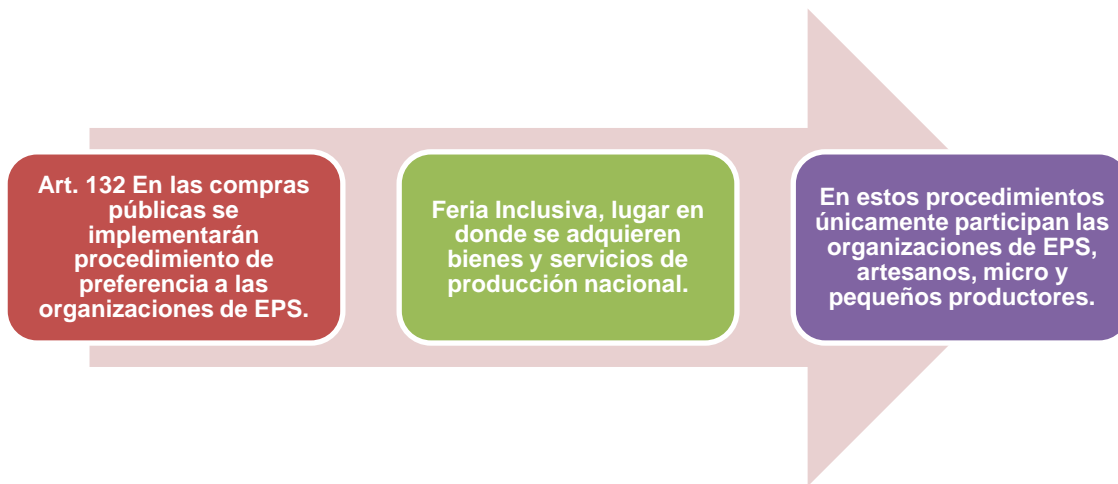 Art. 132 En las compras
públicas se
implementarán
procedimiento de
preferencia a las
organizaciones de EPS.
Feria Inclusiva, lugar en
donde se adquieren
bienes y servicios de
producción nacional.
En estos procedimientos
únicamente participan las
organizaciones de EPS,
artesanos, micro y
pequeños productores.